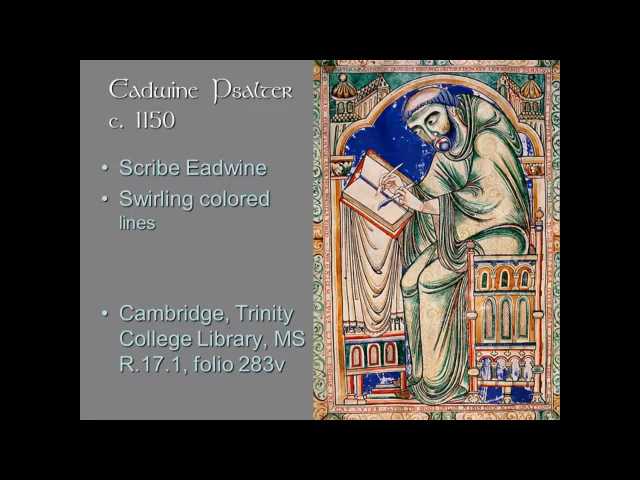 Eadwine Psalter
c. 1150
• Scribe Eadwine
• Swirling colored
lines
• Cambridge, Trinity
College Library, MS
R.17.1, folio 283v